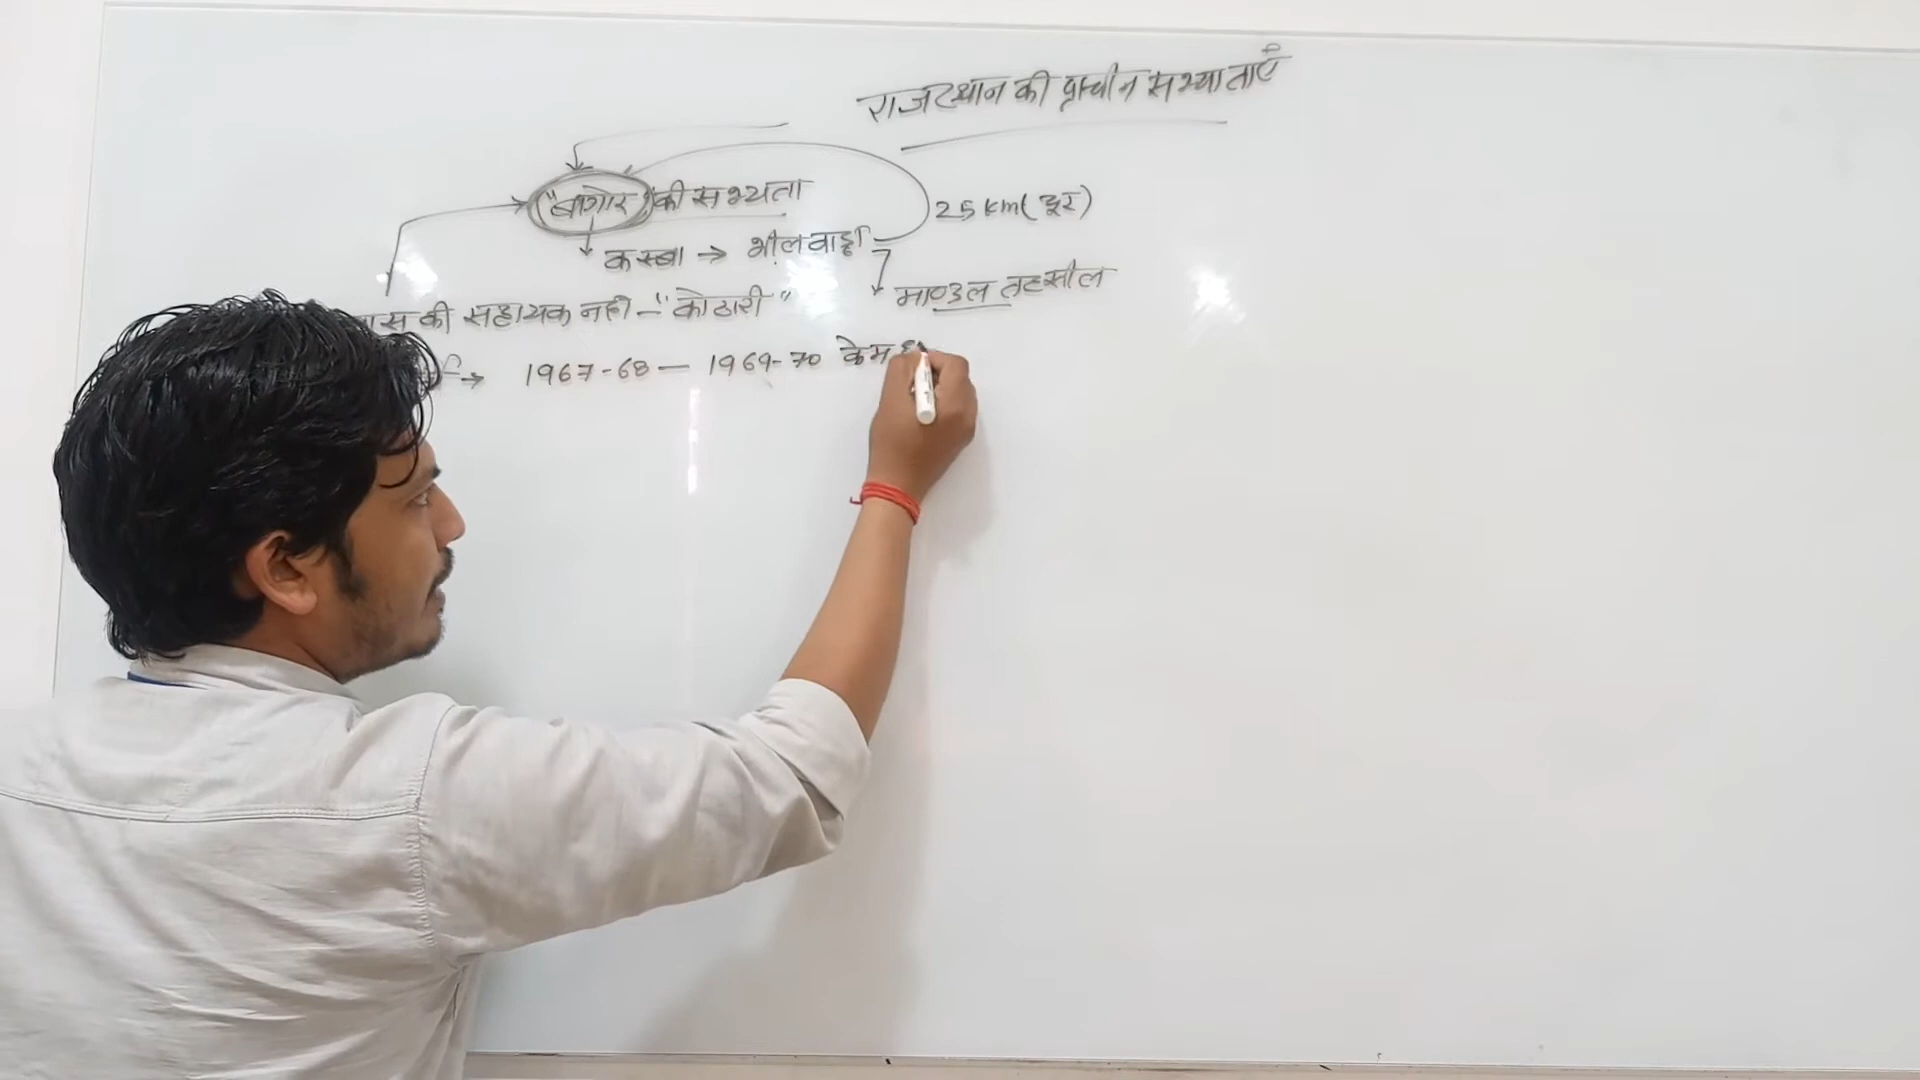 राजस्थान की प्राचीन सभ्यताएँ
"बागोर" की सभ्यता
25 km (दूर)
कस्बा → भीलवाड़ा
माण्डल तहसील
की सहायक नदी - "कोठारी"
→ 1967-68 — 1969-70 के